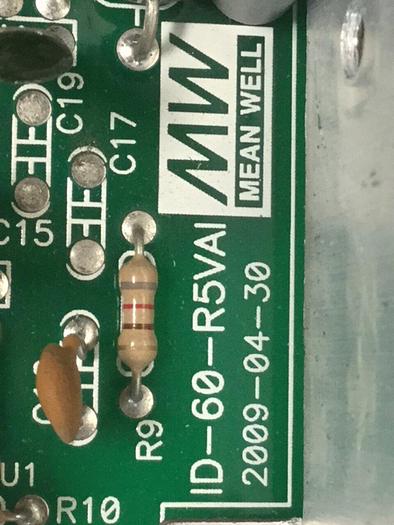 C19
C17
C15
MW
MEAN WELL
ID-60-R5VAI
2009-04-30
R9
U1
R10